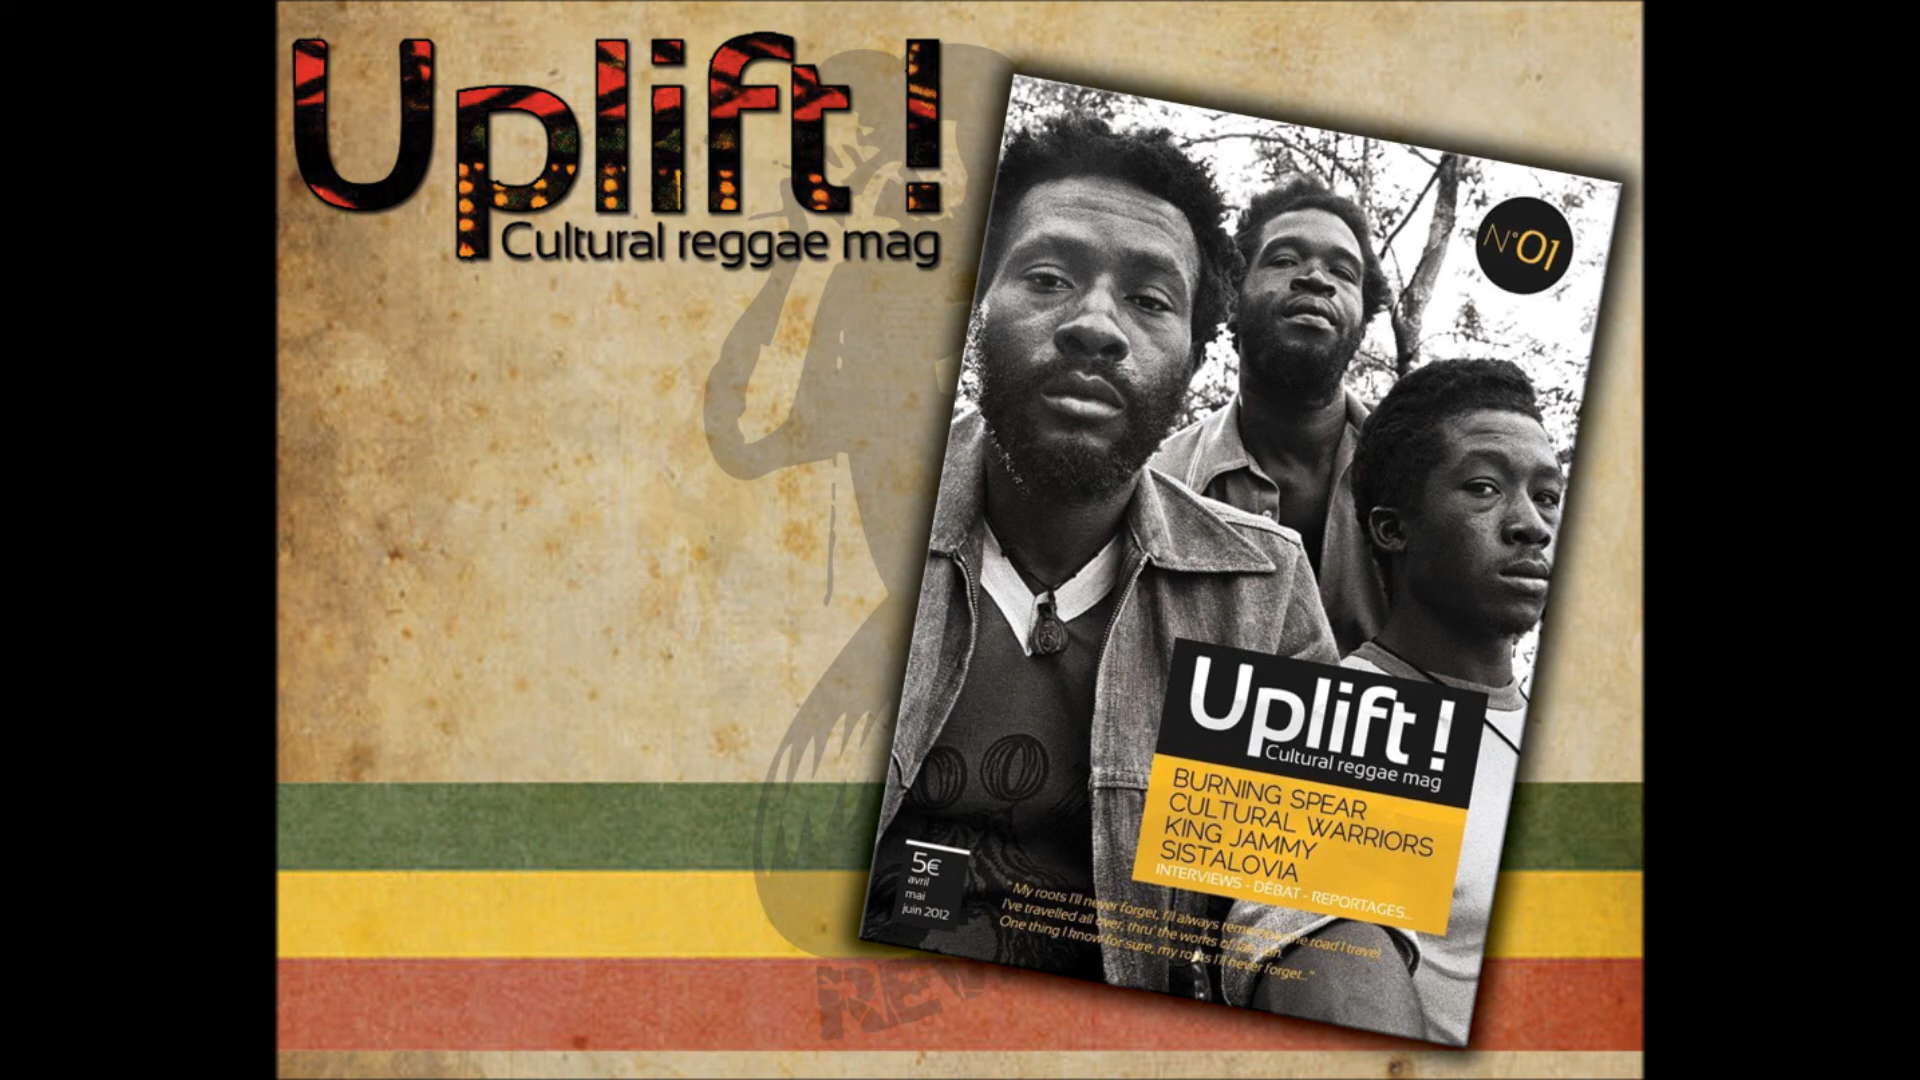 Uplift !
Cultural reggae mag
N°01
Uplift !
Cultural reggae mag
BURNING SPEAR
CULTURAL WARRIORS
KING JAMMY
SISTALOVIA
INTERVIEWS - DÉBAT - REPORTAGES...
5€
avril
mai
juin 2012
"My roots I'll never forget, I'll always remember the road I travel
I've travelled all over, thru' the works of Jah, Jah.
One thing I know for sure, my roots I'll never forget..."